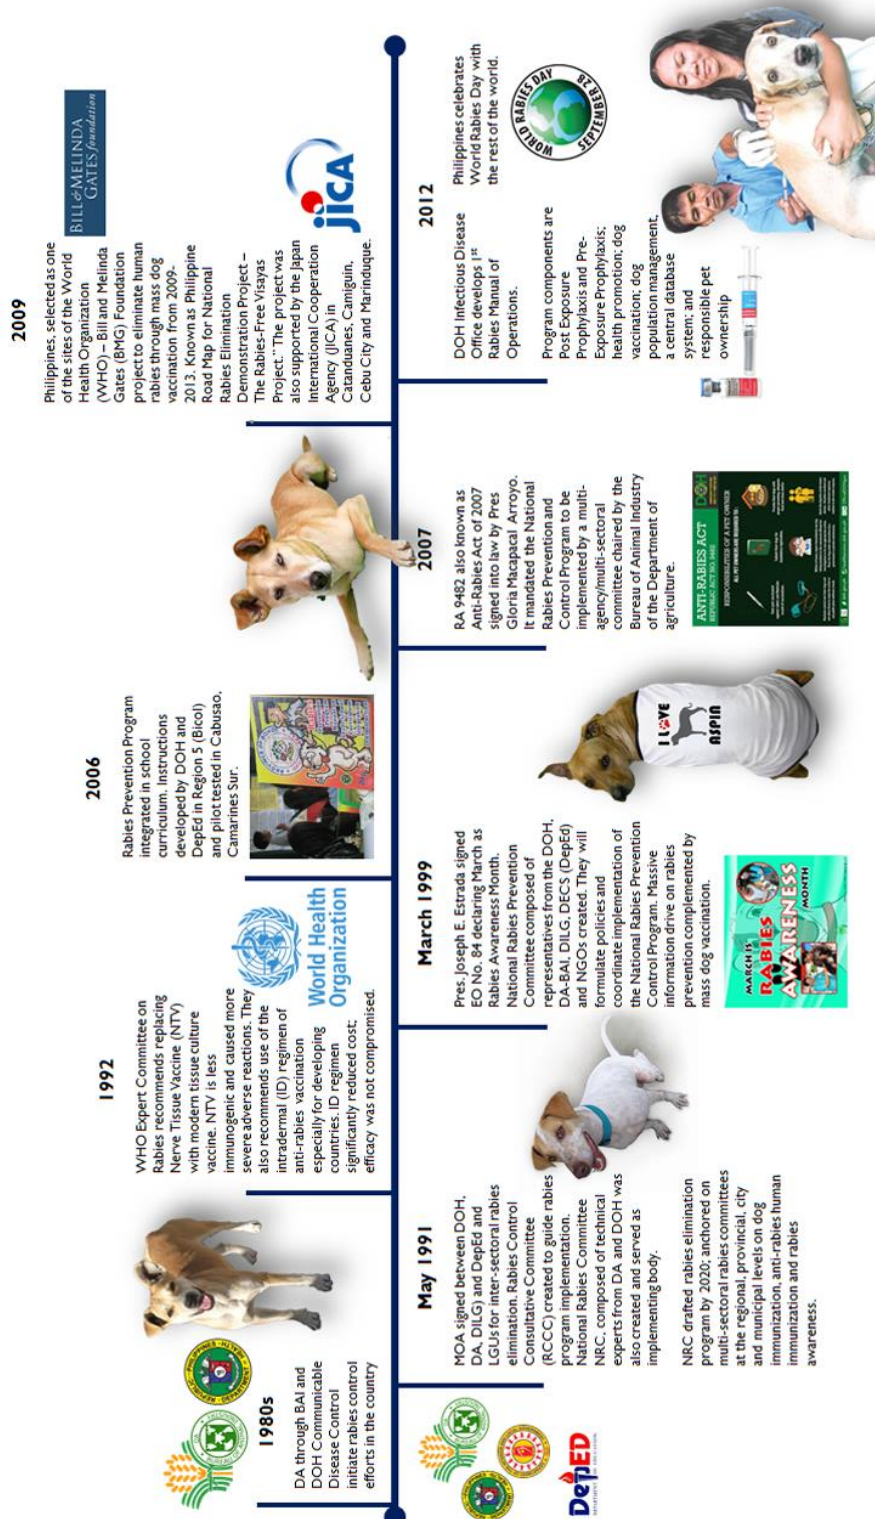 1980s
DA through BAI and
DOH Communicable
Disease Control
initiate rabies control
efforts in the country
May 1991
MOA signed between DOH,
DA, DILG) and DepEd and
LGUs for inter-sectoral rabies
elimination. Rabies Control
Consultative Committee
(RCCC) created to guide rabies
program implementation.
National Rabies Committee
NRC, composed of technical
experts from DA and DOH was
also created and served as
implementing body.
NRC drafted rabies elimination
program by 2020; anchored on
multi-sectoral rabies committees
at the regional, provincial, city
and municipal levels on dog
immunization, anti-rabies human
immunization and rabies
awareness.
DepED
DEPARTMENT OF EDUCATION
1992
WHO Expert Committee on
Rabies recommends replacing
Nerve Tissue Vaccine (NTV)
with modern tissue culture
vaccine. NTV is less
immunogenic and caused more
severe adverse reactions. They
also recommends use of the
intradermal (ID) regimen of
anti-rabies vaccination
especially for developing
countries. ID regimen
significantly reduced cost;
efficacy was not compromised.
World Health
Organization
March 1999
Pres. Joseph E. Estrada signed
EO No. 84 declaring March as
Rabies Awareness Month.
National Rabies Prevention
Committee composed of
representatives from the DOH,
DA-BAI, DILG, DECS (DepEd)
and NGOs created. They will
formulate policies and
coordinate implementation of
the National Rabies Prevention
Control Program. Massive
information drive on rabies
prevention complemented by
mass dog vaccination.
MARCH IS
RABIES
AWARENESS
MONTH
2006
Rabies Prevention Program
integrated in school
curriculum. Instructions
developed by DOH and
DepEd in Region 5 (Bicol)
and pilot tested in Cabusao,
Camarines Sur.
I LOVE
ASPIN
2007
RA 9482 also known as
Anti-Rabies Act of 2007
signed into law by Pres
Gloria Macapacal Arroyo.
It mandated the National
Rabies Prevention and
Control Program to be
implemented by a multi-
agency/multi-sectoral
committee chaired by the
Bureau of Animal Industry
of the Department of
agriculture.
DOH
ANTI-RABIES ACT
REPUBLIC ACT NO. 9482
RESPONSIBILITIES OF A PET OWNER
ALL PET OWNERS ARE REQUIRED TO:
2009
Philippines, selected as one
of the sites of the World
Health Organization
(WHO) – Bill and Melinda
Gates (BMG) Foundation
project to eliminate human
rabies through mass dog
vaccination from 2009-
2013. Known as Philippine
Road Map for National
Rabies Elimination
Demonstration Project –
The Rabies-Free Visayas
Project." The project was
also supported by the Japan
International Cooperation
Agency (JICA) in
Catanduanes, Camiguin,
Cebu City and Marinduque.
BILL & MELINDA
GATES foundation
jICA
2012
DOH Infectious Disease
Office develops 1st
Rabies Manual of
Operations.
Program components are
Post Exposure
Prophylaxis and Pre-
Exposure Prophylaxis;
health promotion; dog
vaccination; dog
population management,
a central database
system; and
responsible pet
ownership
Philippines celebrates
World Rabies Day with
the rest of the world.
WORLD RABIES DAY
SEPTEMBER 28